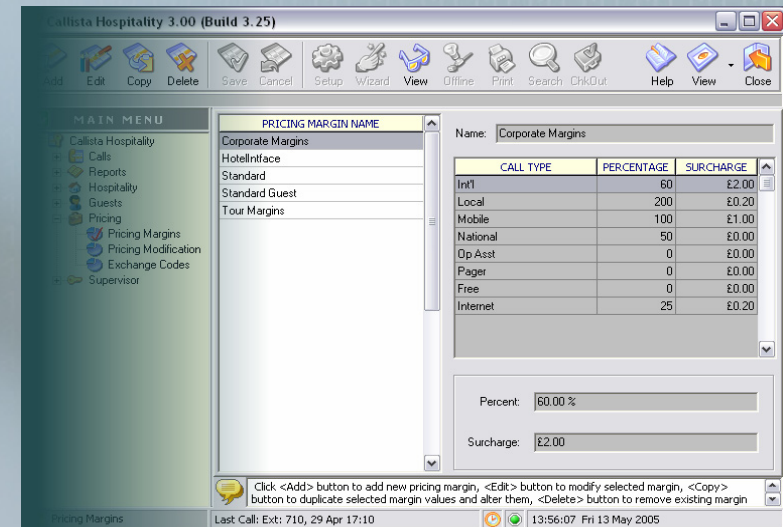 Callista Hospitality 3.00 (Build 3.25)
Add Edit Copy Delete Save Cancel Setup Wizard View Offline Print Search ChkOut Help View Close
MAIN MENU
Callista Hospitality
Calls
Reports
Hospitality
Guests
Pricing
Pricing Margins
Pricing Modification
Exchange Codes
Supervisor
PRICING MARGIN NAME
Corporate Margins
HotelIntface
Standard
Standard Guest
Tour Margins
Name: Corporate Margins
CALL TYPE PERCENTAGE SURCHARGE
Int'l 60 £2.00
Local 200 £0.20
Mobile 100 £1.00
National 50 £0.00
Op Asst 0 £0.00
Pager 0 £0.00
Free 0 £0.00
Internet 25 £0.20
Percent: 60.00 %
Surcharge: £2.00
Click <Add> button to add new pricing margin, <Edit> button to modify selected margin, <Copy>
button to duplicate selected margin values and alter them, <Delete> button to remove existing margin
Pricing Margins Last Call: Ext: 710, 29 Apr 17:10 13:56:07 Fri 13 May 2005